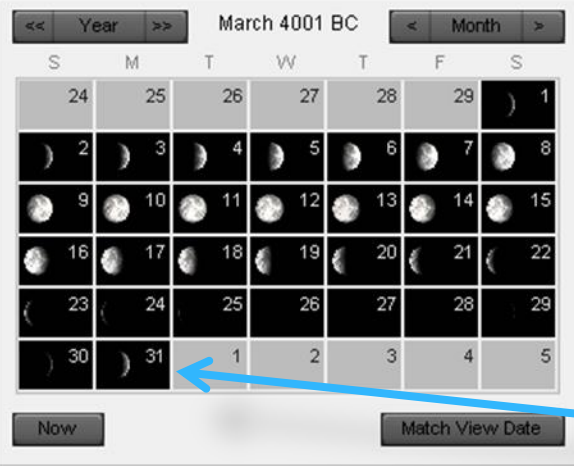 << Year >> March 4001 BC < Month >
S M T W T F S
24 25 26 27 28 29 1
2 3 4 5 6 7 8
9 10 11 12 13 14 15
16 17 18 19 20 21 22
23 24 25 26 27 28 29
30 31 1 2 3 4 5
Now Match View Date